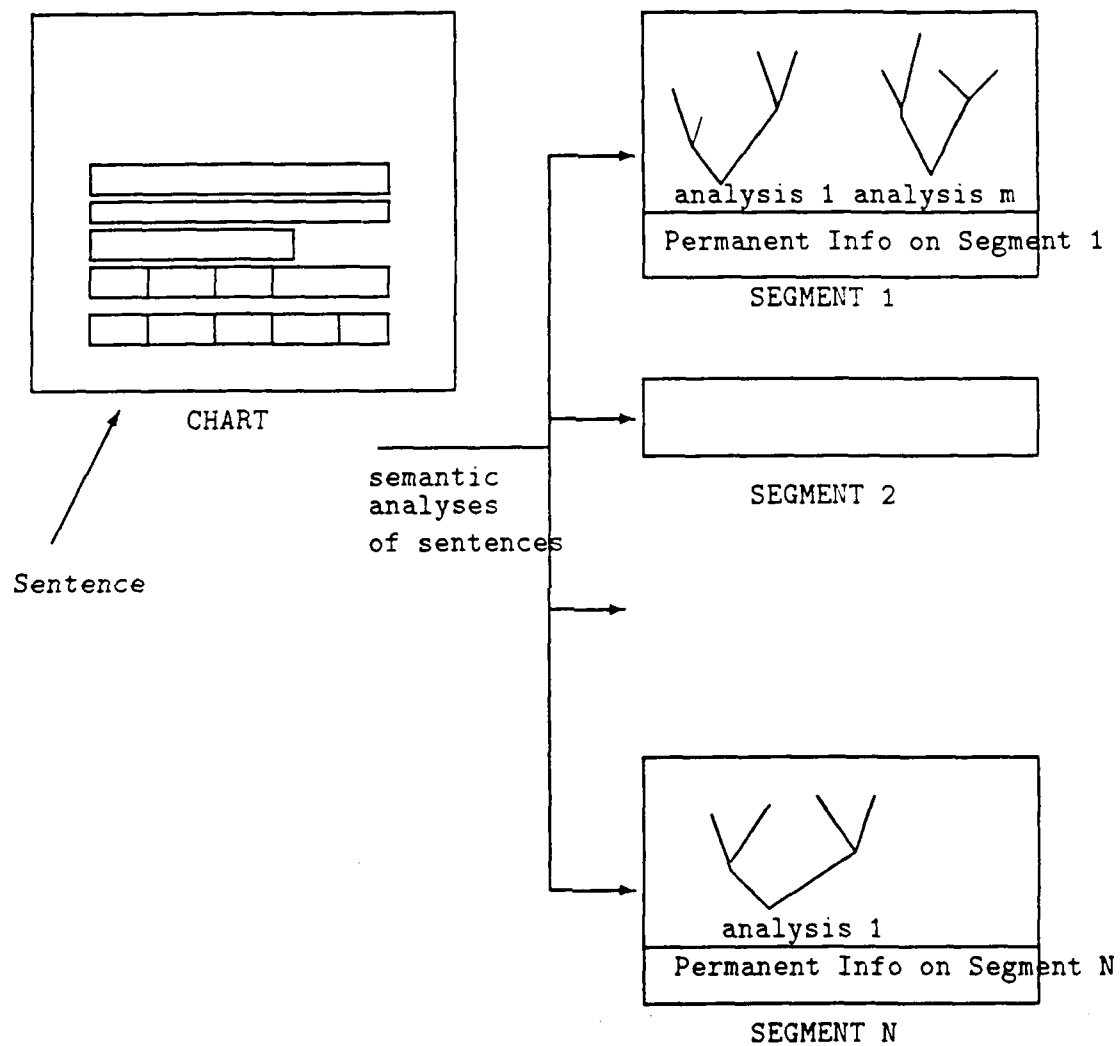 analysis 1 analysis m
Permanent Info on Segment 1
SEGMENT 1
CHART
semantic
analyses
of sentences
Sentence
SEGMENT 2
analysis 1
Permanent Info on Segment N
SEGMENT N